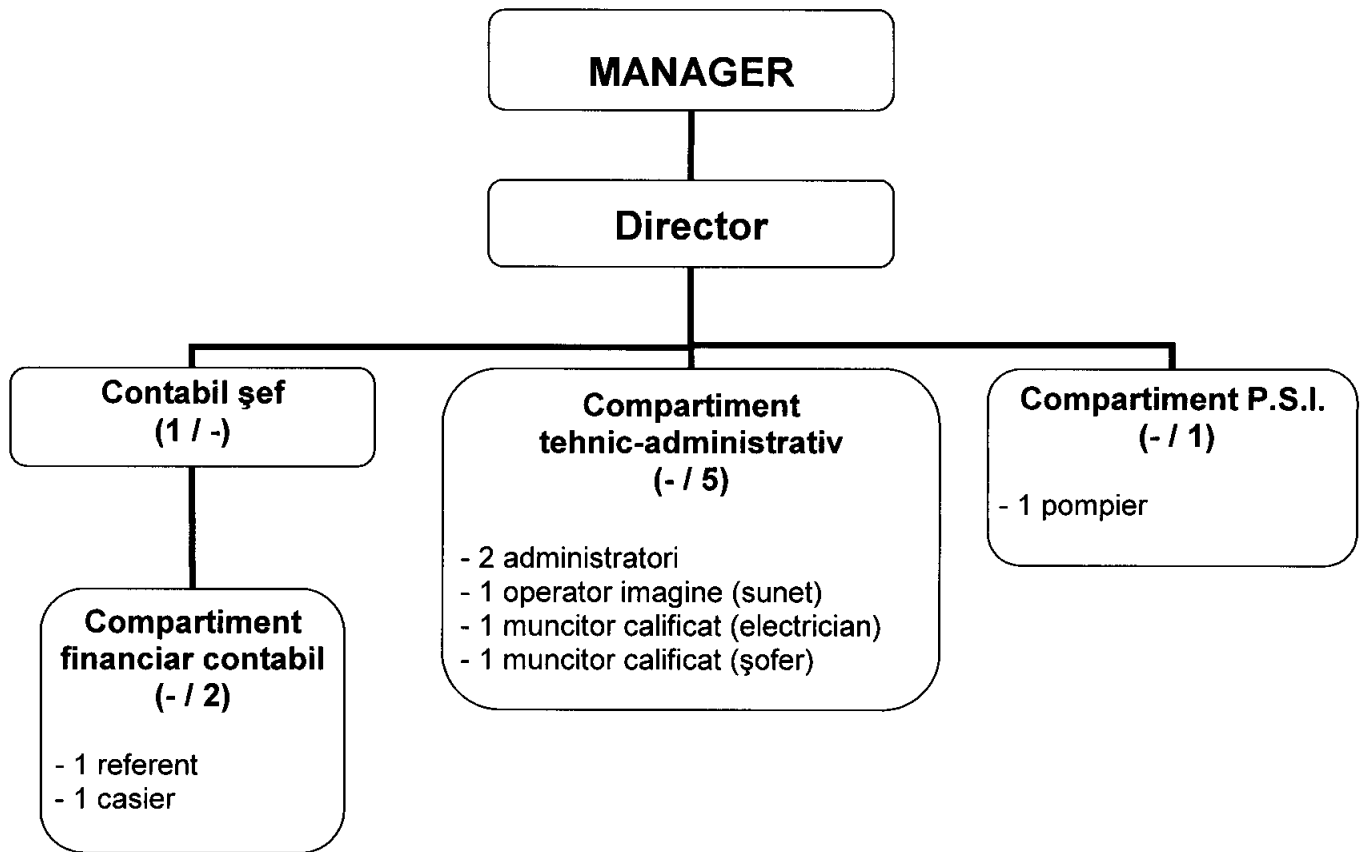 MANAGER
Director
Contabil şef
(1 / -)
Compartiment
financiar contabil
(- / 2)
- 1 referent
- 1 casier
Compartiment
tehnic-administrativ
(- / 5)
- 2 administratori
- 1 operator imagine (sunet)
- 1 muncitor calificat (electrician)
- 1 muncitor calificat (şofer)
Compartiment P.S.I.
(- / 1)
- 1 pompier